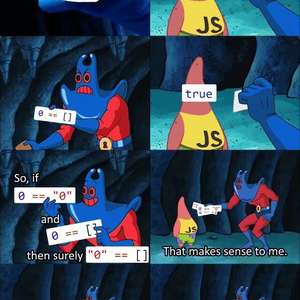 JS
0 == []
true
JS
So, if
0 == "0"
and
0 == []
then surely "0" == []
JS
That makes sense to me.